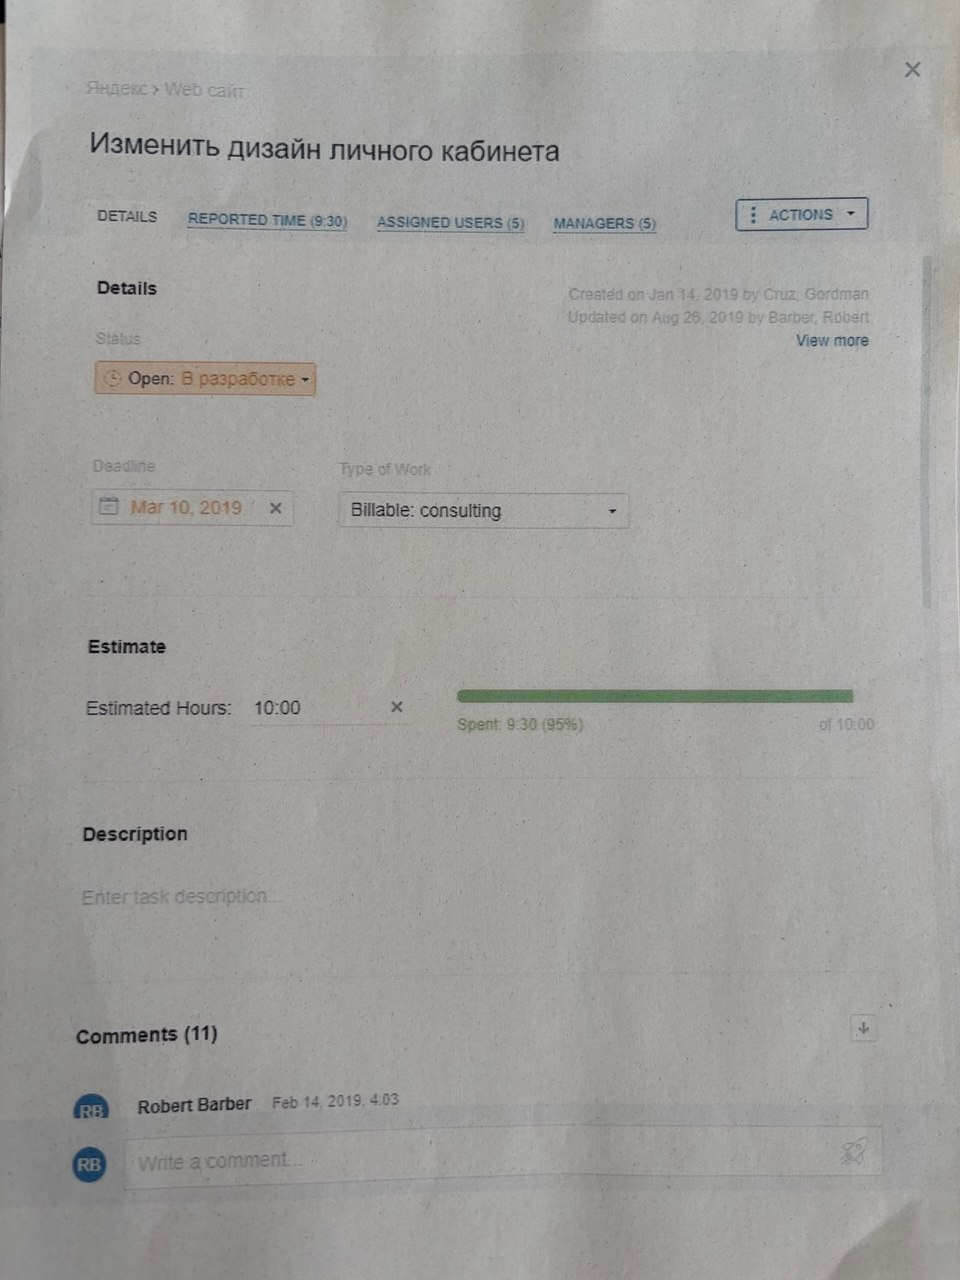 Яндекс > Web сайт
Изменить дизайн личного кабинета
DETAILS REPORTED TIME (9:30) ASSIGNED USERS (5) MANAGERS (5) ACTIONS
Details
Created on Jan 14, 2019 by Cruz, Gordman
Updated on Aug 26, 2019 by Barber, Robert
View more
Status
Open: В разработке
Deadline Type of Work
Mar 10, 2019 Billable: consulting
Estimate
Estimated Hours: 10:00
Spent: 9:30 (95%) of 10:00
Description
Enter task description...
Comments (11)
RB Robert Barber Feb 14, 2019, 4:03
RB Write a comment...